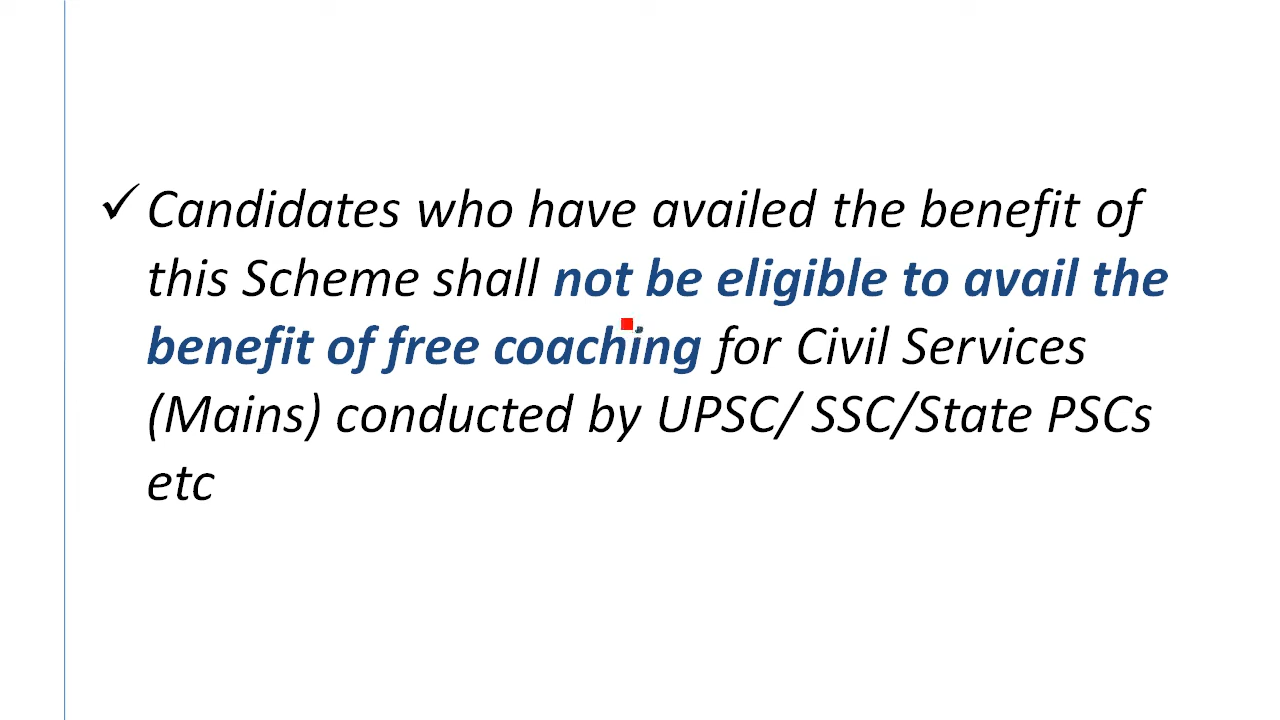 ✓ Candidates who have availed the benefit of
this Scheme shall not be eligible to avail the
benefit of free coaching for Civil Services
(Mains) conducted by UPSC/ SSC/State PSCs
etc